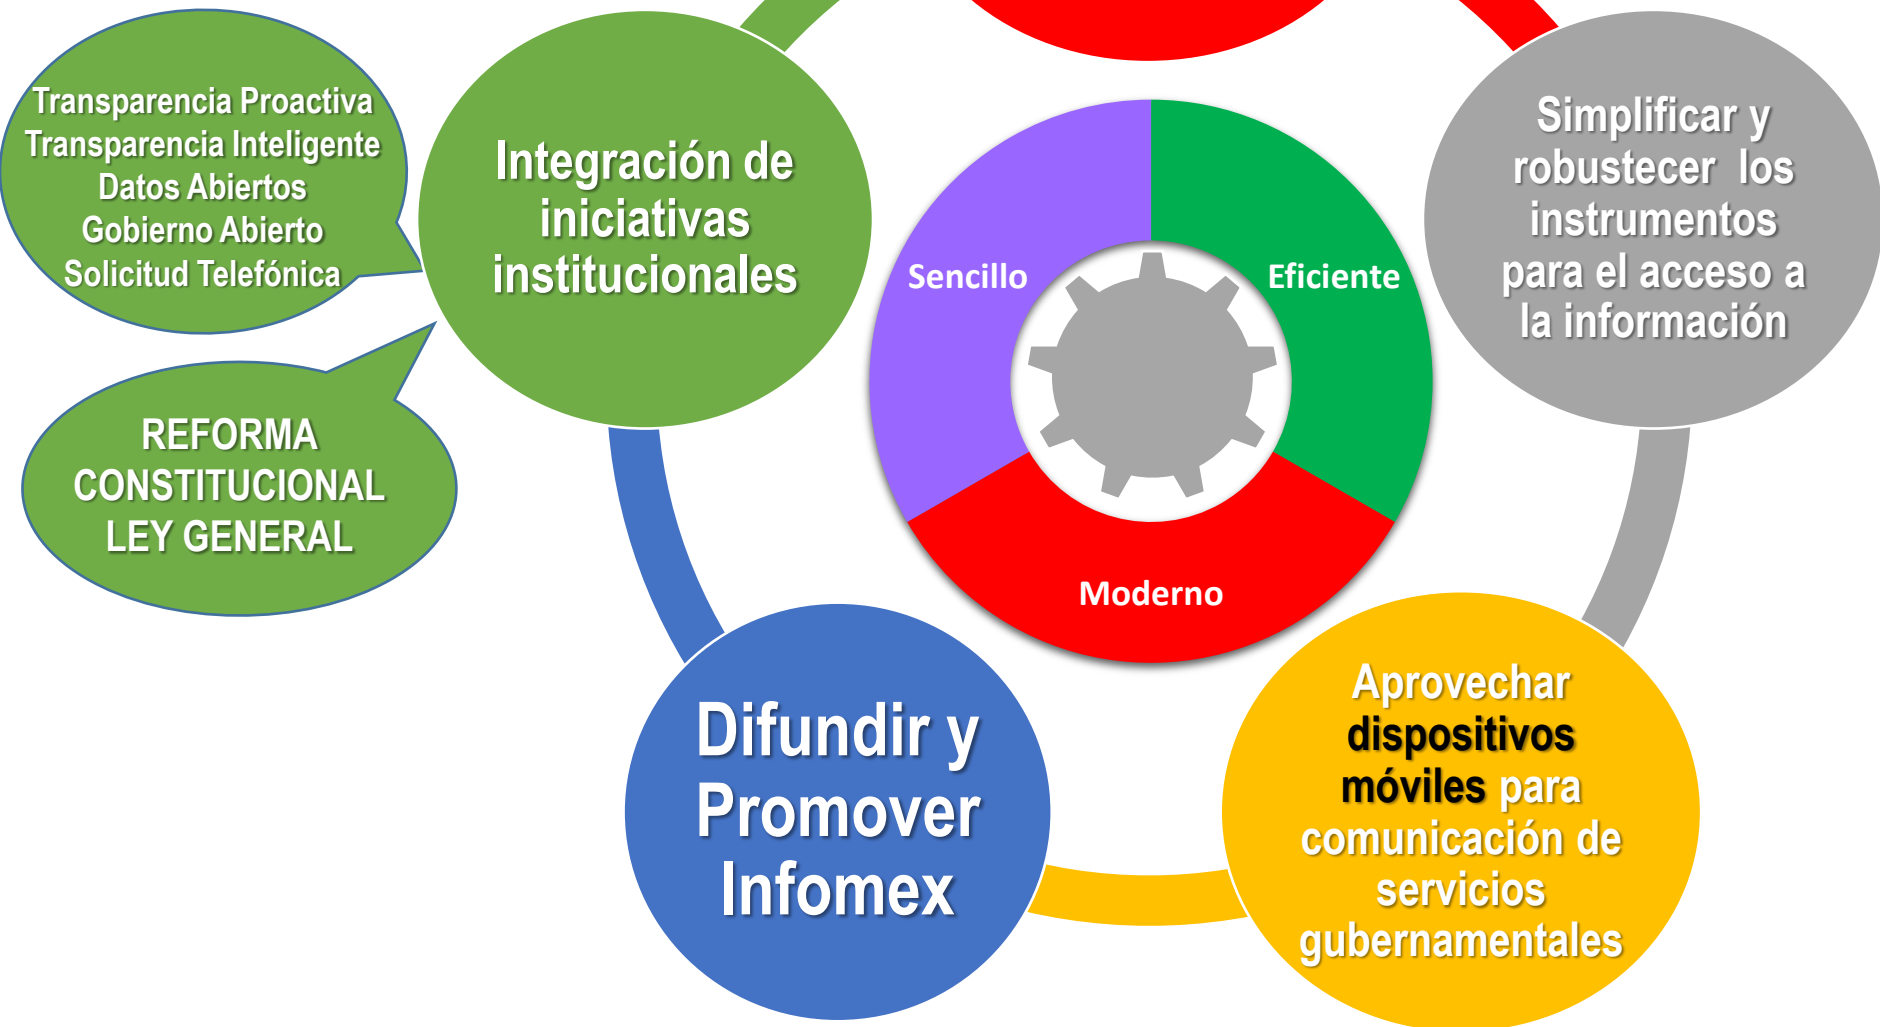 Transparencia Proactiva
Transparencia Inteligente
Datos Abiertos
Gobierno Abierto
Solicitud Telefónica
REFORMA
CONSTITUCIONAL
LEY GENERAL
Integración de
iniciativas
institucionales
Sencillo
Eficiente
Moderno
Simplificar y
robustecer los
instrumentos
para el acceso a
la información
Difundir y
Promover
Infomex
Aprovechar
dispositivos
móviles para
comunicación de
servicios
gubernamentales